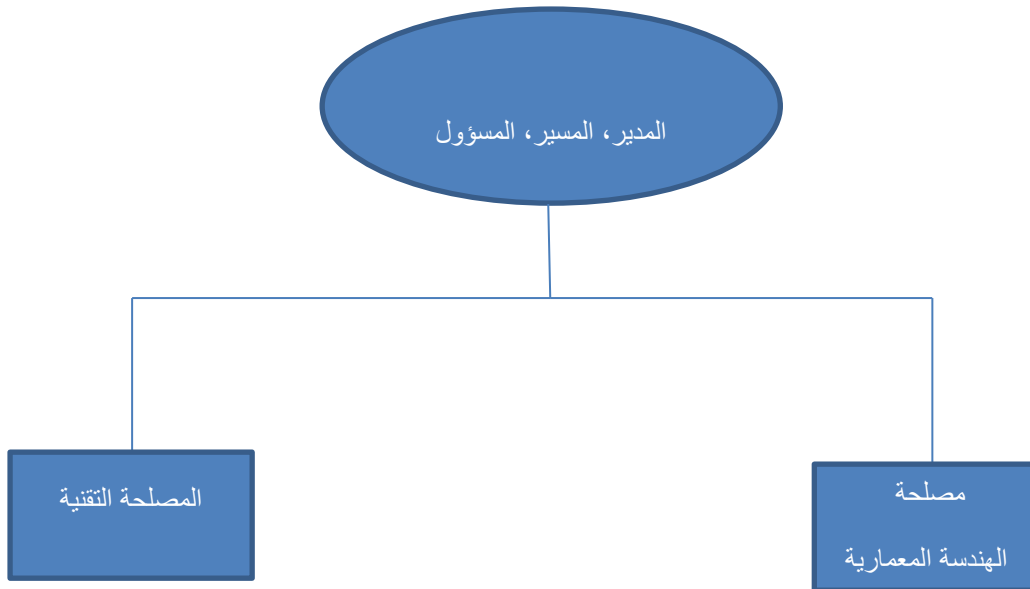 المدير، المسير، المسؤول
مصلحة
الهندسة المعمارية
المصلحة التقنية